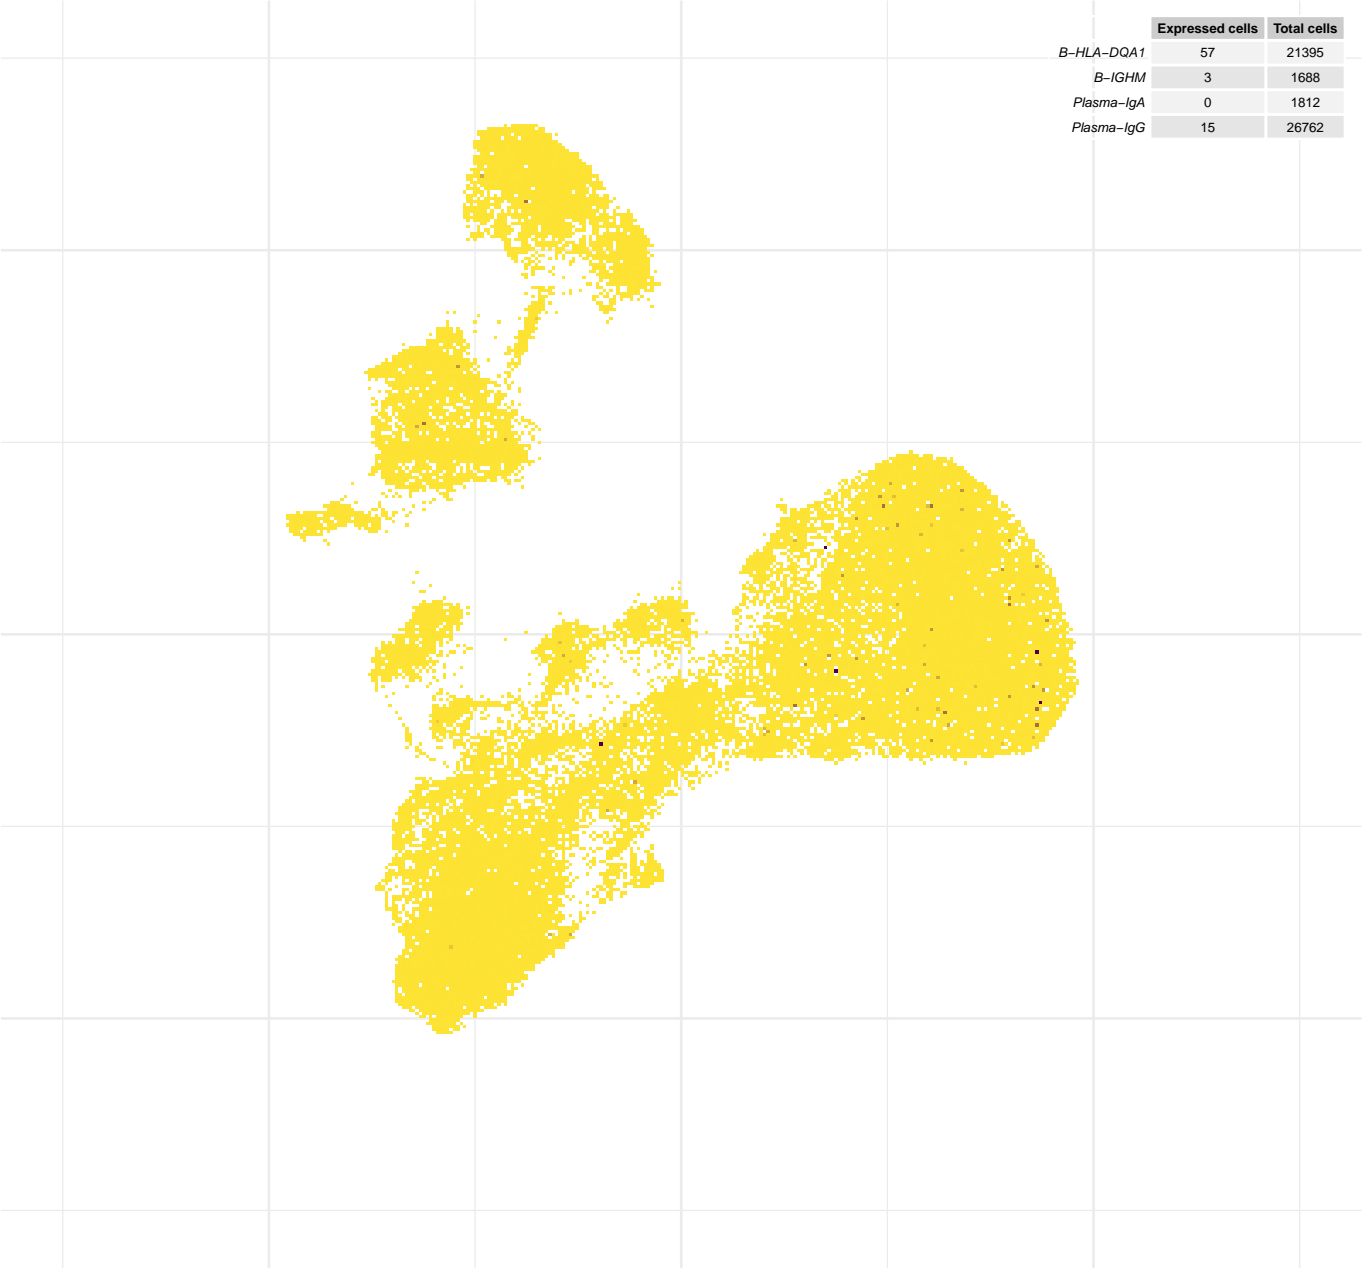 Expressed cells Total cells
B−HLA−DQA1 57 21395
B−IGHM 3 1688
Plasma−IgA 0 1812
Plasma−IgG 15 26762